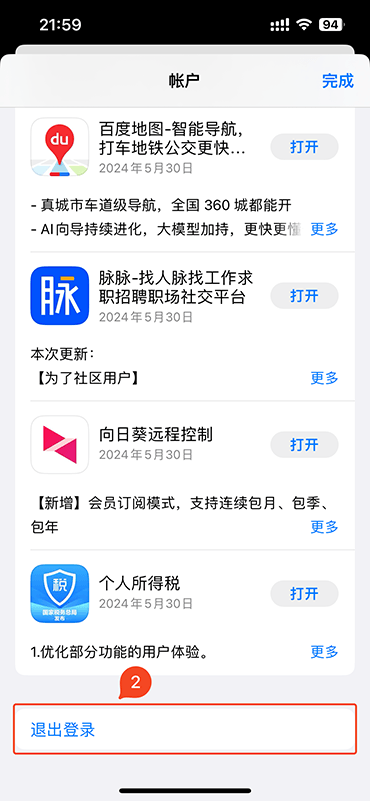 21:59
94
帐户
完成
du
百度地图-智能导航，
打车地铁公交更快…
打开
2024年5月30日
- 真城市车道级导航，全国 360 城都能开
- AI向导持续进化，大模型加持，更快更懂
更多
脉
脉脉-找人脉找工作求
职招聘职场社交平台
打开
2024年5月30日
本次更新：
【为了社区用户】
更多
向日葵远程控制
打开
2024年5月30日
【新增】会员订阅模式，支持连续包月、包季、
包年
更多
税
国家税务总局
发布
个人所得税
打开
2024年5月30日
1.优化部分功能的用户体验。
更多
2
退出登录